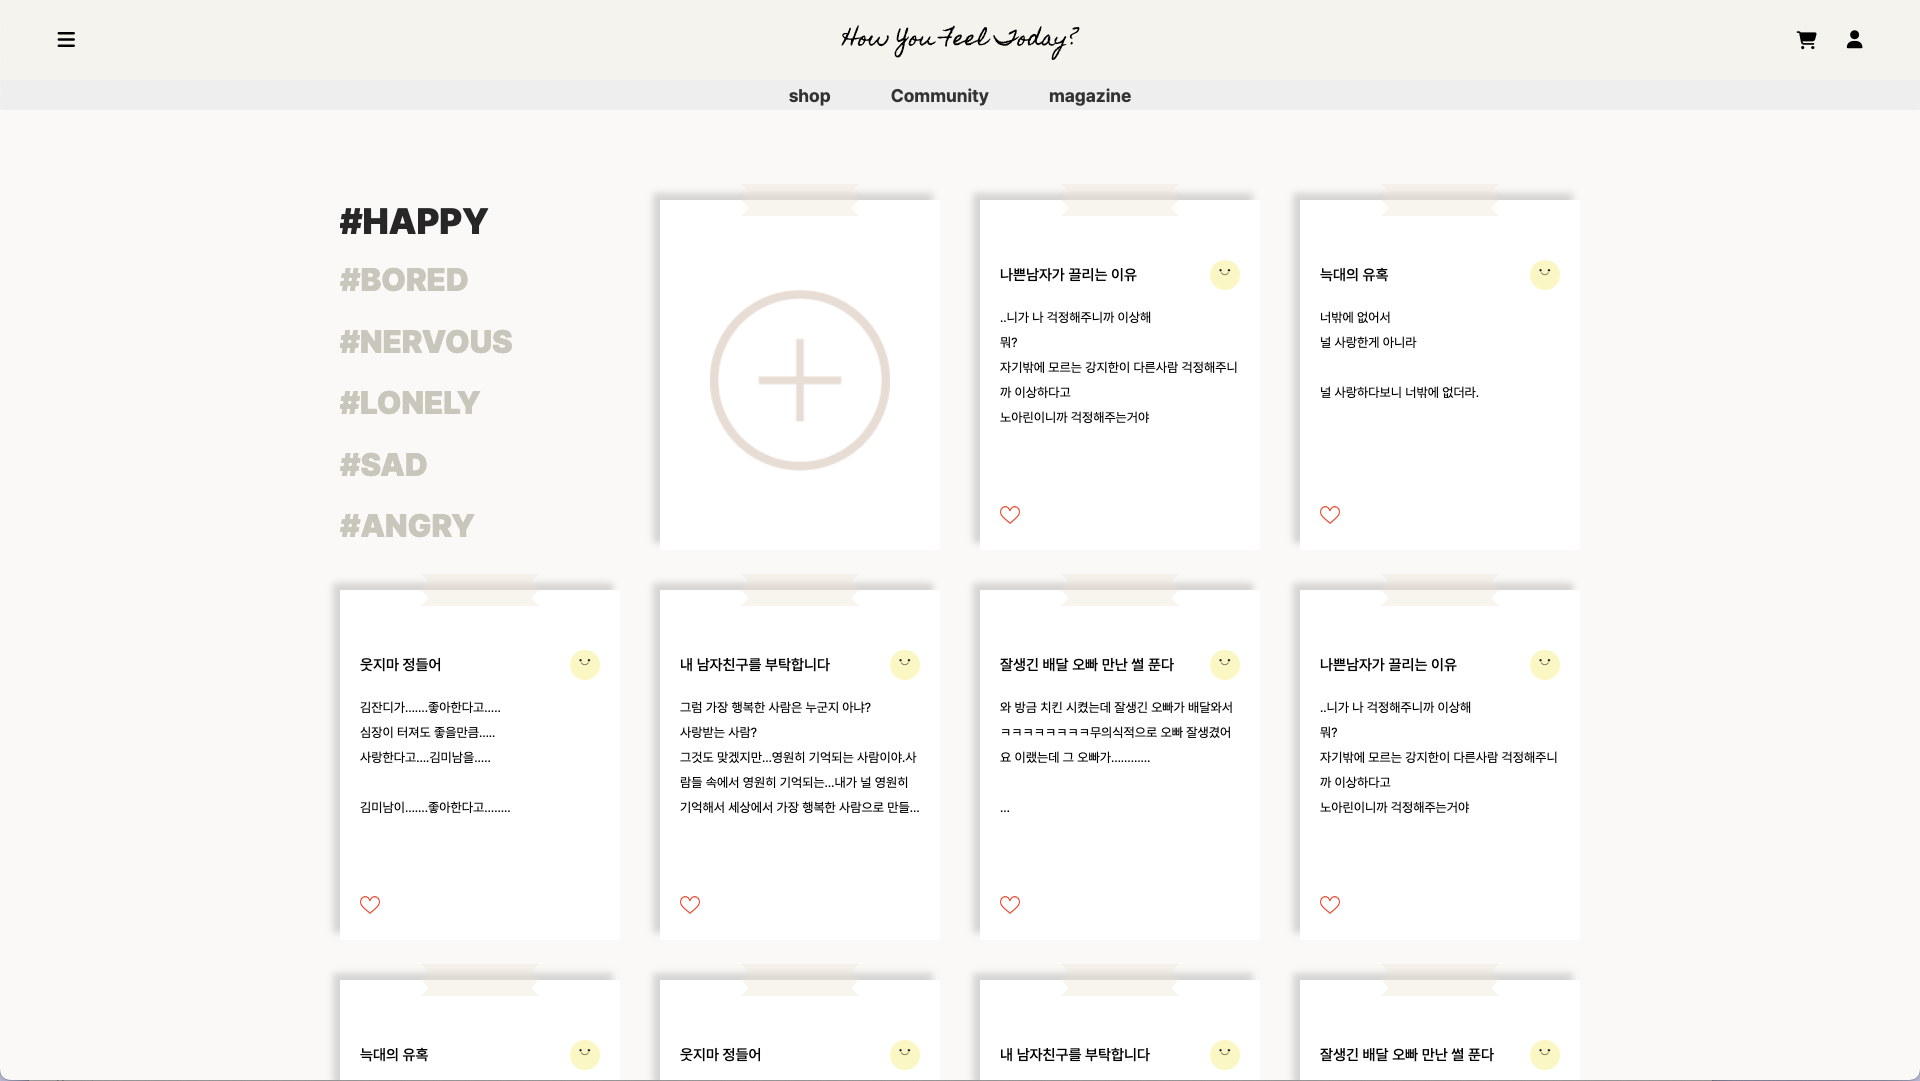 How You Feel Today?
shop Community magazine
#HAPPY
#BORED
#NERVOUS
#LONELY
#SAD
#ANGRY
나쁜남자가 끌리는 이유
..니가 나 걱정해주니까 이상해
뭐?
자기밖에 모르는 강지한이 다른사람 걱정해주니
까 이상하다고
노아린이니까 걱정해주는거야
늑대의 유혹
너밖에 없어서
널 사랑한게 아니라
널 사랑하다보니 너밖에 없더라.
웃지마 정들어
김잔디가.......좋아한다고.....
심장이 터져도 좋을만큼.....
사랑한다고....김미남을.....
김미남이.......좋아한다고........
내 남자친구를 부탁합니다
그럼 가장 행복한 사람은 누군지 아냐?
사랑받는 사람?
그것도 맞겠지만...영원히 기억되는 사람이야.사
람들 속에서 영원히 기억되는...내가 널 영원히
기억해서 세상에서 가장 행복한 사람으로 만들...
잘생긴 배달 오빠 만난 썰 푼다
와 방금 치킨 시켰는데 잘생긴 오빠가 배달와서
ㅋㅋㅋㅋㅋㅋㅋㅋ무의식적으로 오빠 잘생겼어
요 이랬는데 그 오빠가............
...
나쁜남자가 끌리는 이유
..니가 나 걱정해주니까 이상해
뭐?
자기밖에 모르는 강지한이 다른사람 걱정해주니
까 이상하다고
노아린이니까 걱정해주는거야
늑대의 유혹
웃지마 정들어
내 남자친구를 부탁합니다
잘생긴 배달 오빠 만난 썰 푼다